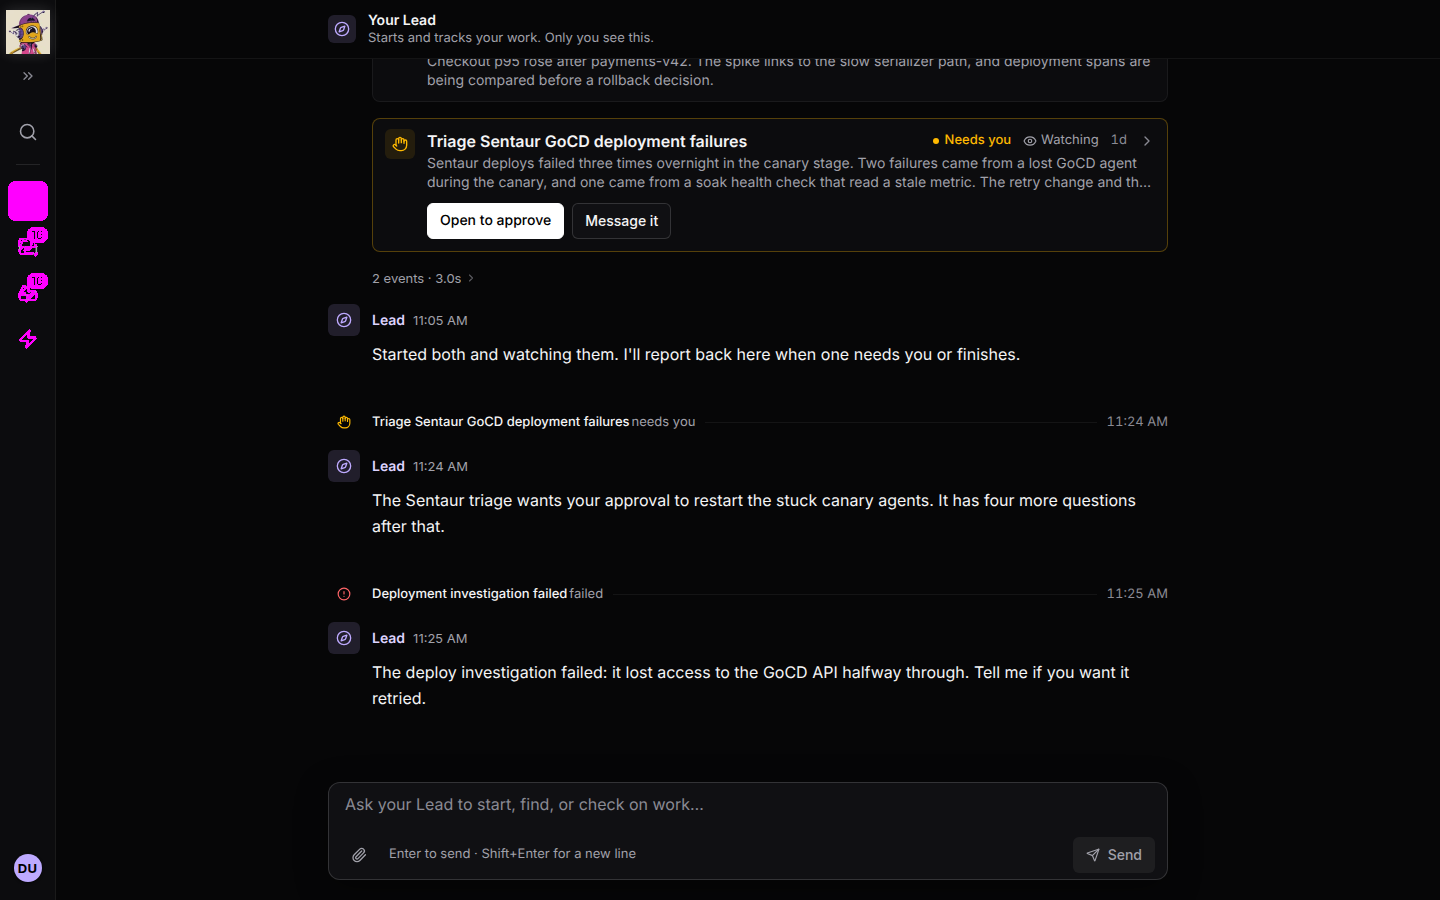 Your Lead
Starts and tracks your work. Only you see this.
Checkout p95 rose after payments-v42. The spike links to the slow serializer path, and deployment spans are
being compared before a rollback decision.
Triage Sentaur GoCD deployment failures
Needs you
Watching
1d
Sentaur deploys failed three times overnight in the canary stage. Two failures came from a lost GoCD agent
during the canary, and one came from a soak health check that read a stale metric. The retry change and th...
Open to approve
Message it
2 events · 3.0s
Lead 11:05 AM
Started both and watching them. I'll report back here when one needs you or finishes.
Triage Sentaur GoCD deployment failures needs you
11:24 AM
Lead 11:24 AM
The Sentaur triage wants your approval to restart the stuck canary agents. It has four more questions
after that.
Deployment investigation failed failed
11:25 AM
Lead 11:25 AM
The deploy investigation failed: it lost access to the GoCD API halfway through. Tell me if you want it
retried.
Ask your Lead to start, find, or check on work...
Enter to send · Shift+Enter for a new line
Send
DU